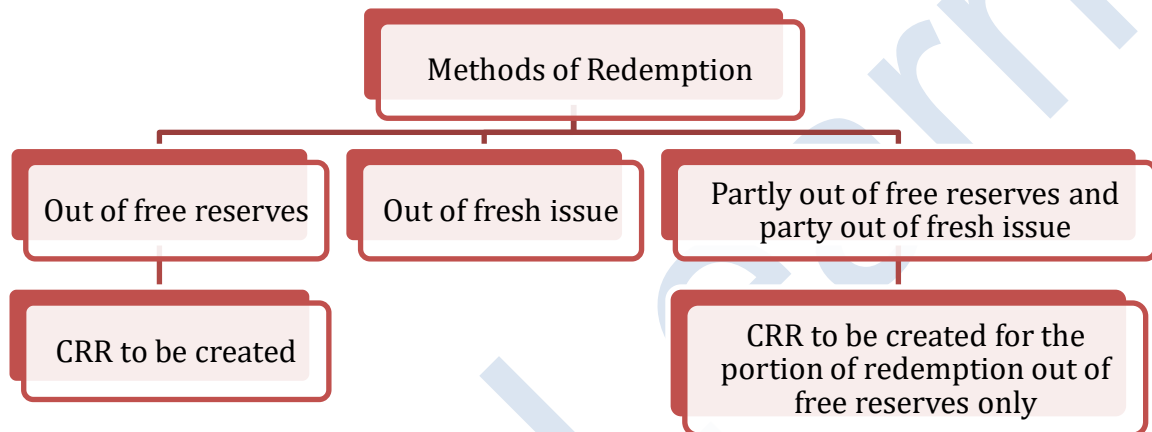 Methods of Redemption
Out of free reserves
Out of fresh issue
Partly out of free reserves and
party out of fresh issue
CRR to be created
CRR to be created for the
portion of redemption out of
free reserves only